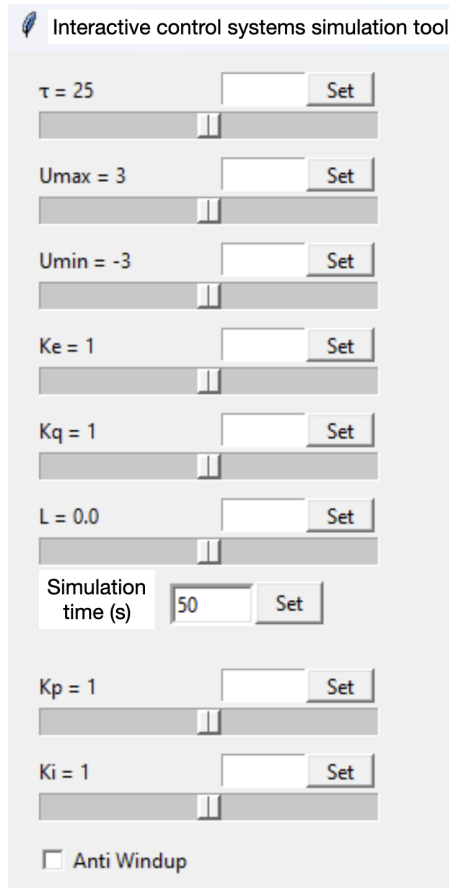 Interactive control systems simulation tool
τ = 25 Set
Umax = 3 Set
Umin = -3 Set
Ke = 1 Set
Kq = 1 Set
L = 0.0 Set
Simulation
time (s) 50 Set
Kp = 1 Set
Ki = 1 Set
Anti Windup